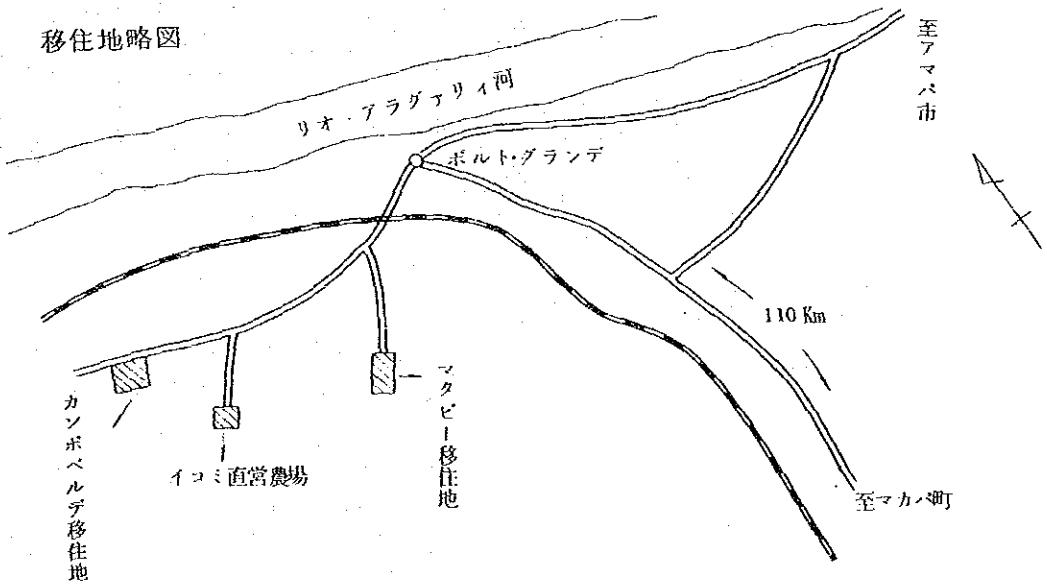 移住地略図
リオ・アラグァリィ河
至アマパ市
ポルト・グランデ
110 Km
マタピー移住地
カンポベルデ移住地
イコミ直営農場
至マカパ町